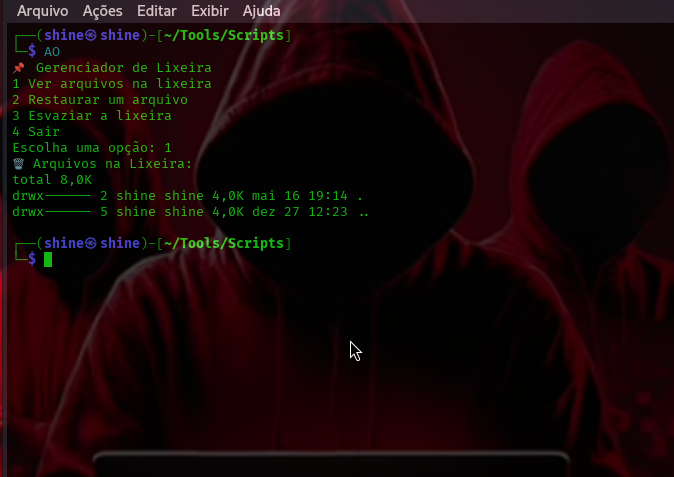 Arquivo Ações Editar Exibir Ajuda
┌──(shine㉿shine)-[~/Tools/Scripts]
└─$ AO
📌 Gerenciador de Lixeira
1 Ver arquivos na lixeira
2 Restaurar um arquivo
3 Esvaziar a lixeira
4 Sair
Escolha uma opção: 1
🗑️ Arquivos na Lixeira:
total 8,0K
drwx------ 2 shine shine 4,0K mai 16 19:14 .
drwx------ 5 shine shine 4,0K dez 27 12:23 ..
┌──(shine㉿shine)-[~/Tools/Scripts]
└─$